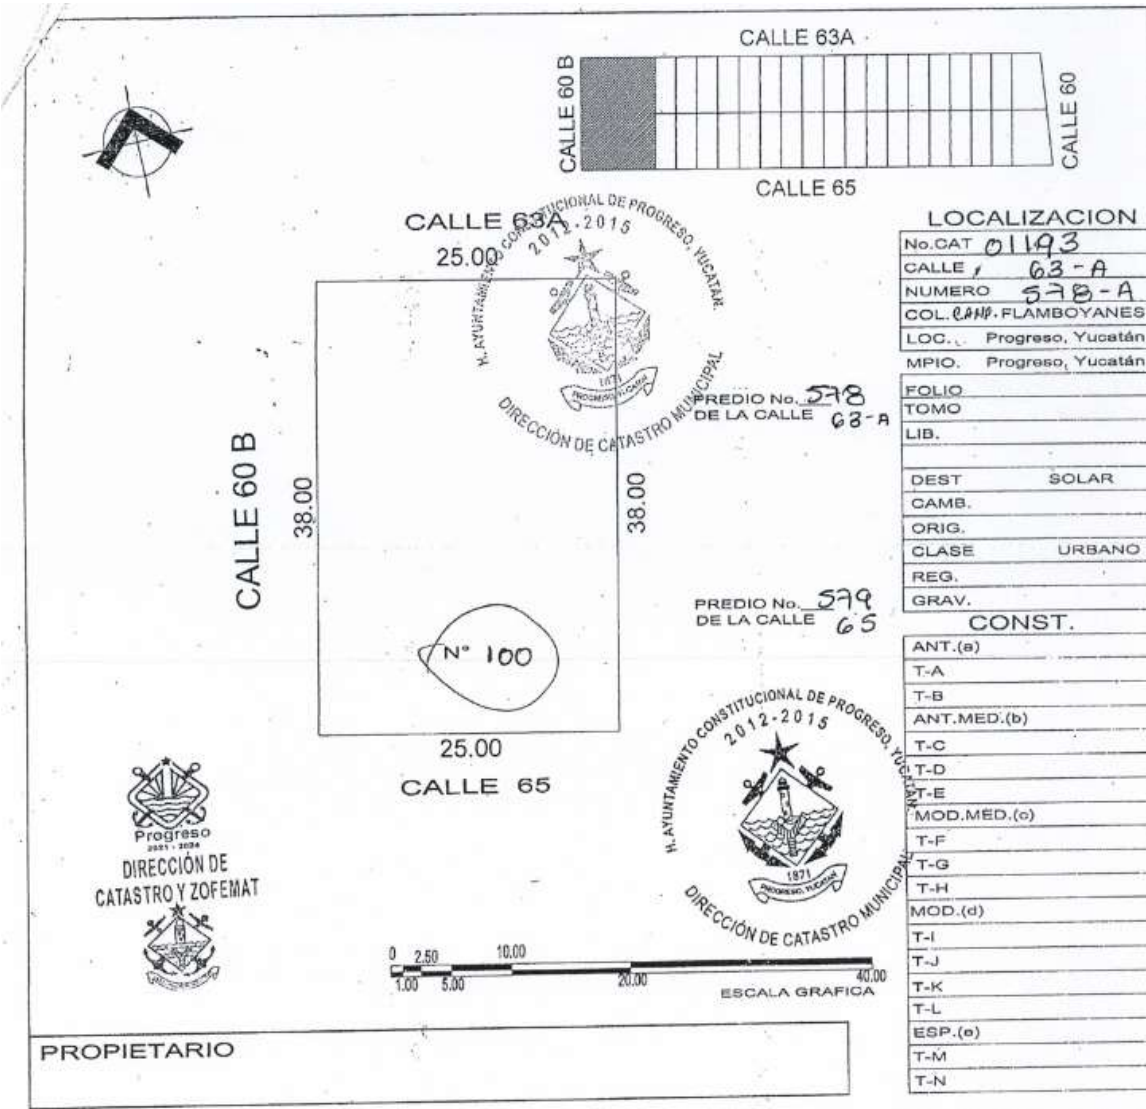 CALLE 63A
CALLE 60 B
CALLE 60
CALLE 65
CALLE 63A
25.00
CALLE 60 B
38.00
38.00
N° 100
25.00
CALLE 65
H. AYUNTAMIENTO CONSTITUCIONAL DE PROGRESO, YUCATAN.
2012-2015
1871
PROGRESO, YUCATAN
DIRECCIÓN DE CATASTRO MUNICIPAL
PREDIO No. 578
DE LA CALLE 63-A
PREDIO No. 579
DE LA CALLE 65
H. AYUNTAMIENTO CONSTITUCIONAL DE PROGRESO, YUCATAN
2012-2015
1871
PROGRESO, YUCATAN
DIRECCIÓN DE CATASTRO MUNICIPAL
Progreso
2021 - 2024
DIRECCIÓN DE
CATASTRO Y ZOFEMAT
0 2.50 10.00
1.00 5.00 20.00 40.00
ESCALA GRAFICA
PROPIETARIO
LOCALIZACION
No.CAT 01193
CALLE 63-A
NUMERO 578-A
COL. CAMP. FLAMBOYANES
LOC. Progreso, Yucatán
MPIO. Progreso, Yucatán
FOLIO
TOMO
LIB.
DEST SOLAR
CAMB.
ORIG.
CLASE URBANO
REG.
GRAV.
CONST.
ANT.(a)
T-A
T-B
ANT.MED.(b)
T-C
T-D
T-E
MOD.MED.(c)
T-F
T-G
T-H
MOD.(d)
T-I
T-J
T-K
T-L
ESP.(e)
T-M
T-N